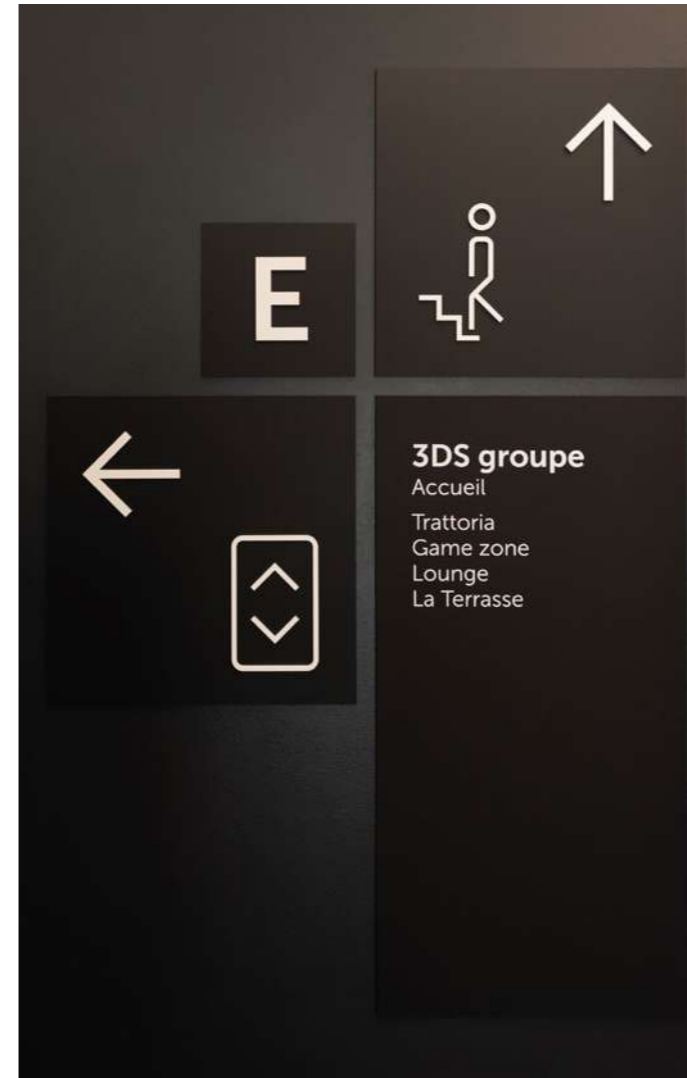 E
3DS groupe
Accueil
Trattoria
Game zone
Lounge
La Terrasse